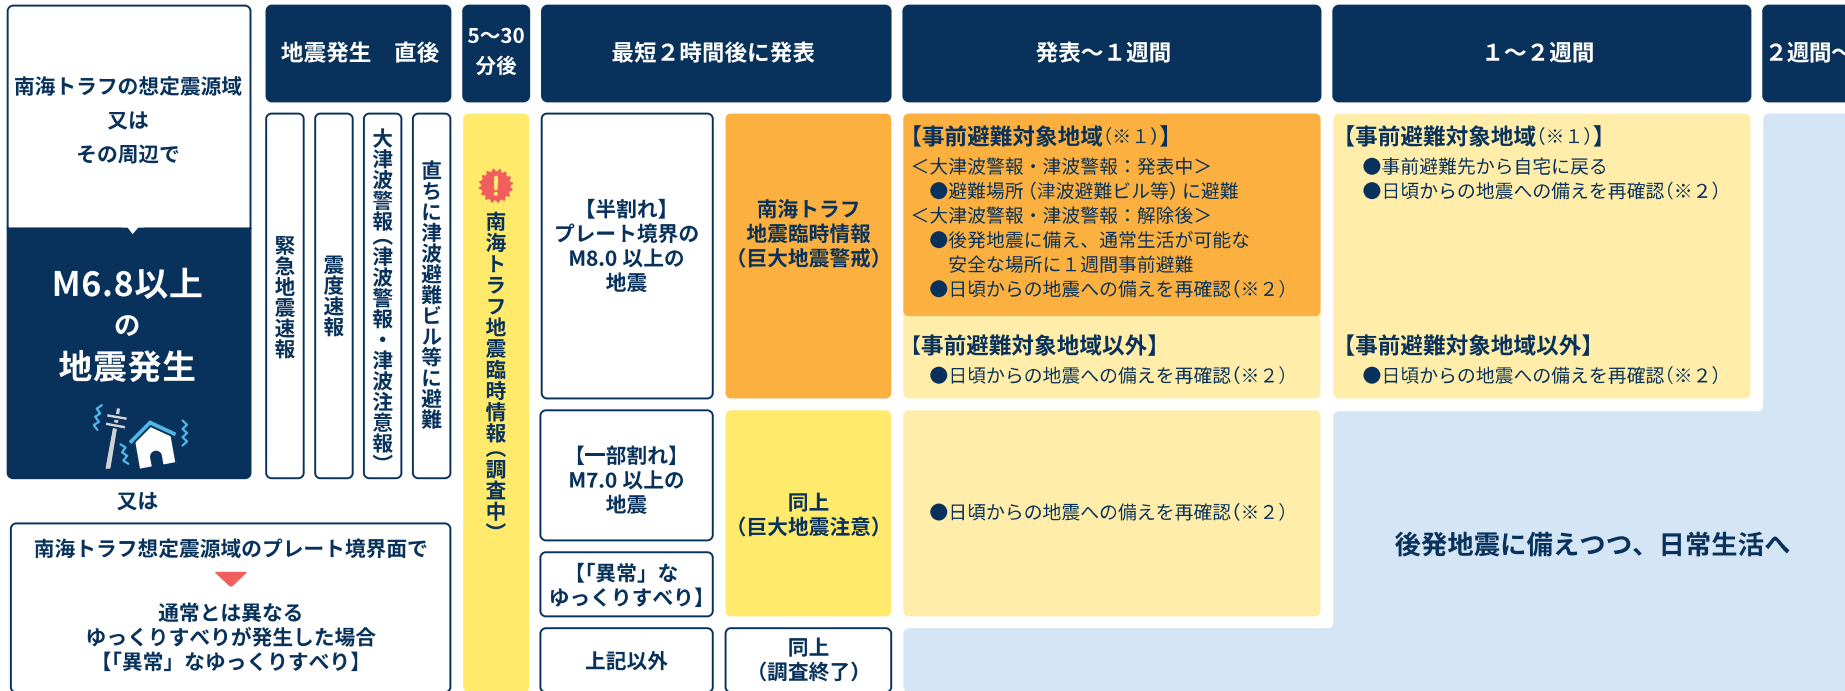 南海トラフの想定震源域
又は
その周辺で
M6.8以上
の
地震発生
又は
南海トラフ想定震源域のプレート境界面で
通常とは異なる
ゆっくりすべりが発生した場合
【「異常」なゆっくりすべり】
地震発生　直後
緊急地震速報
震度速報
大津波警報（津波警報・津波注意報）
直ちに津波避難ビル等に避難
5～30
分後
南海トラフ地震臨時情報（調査中）
最短２時間後に発表
【半割れ】
プレート境界の
M8.0 以上の
地震
南海トラフ
地震臨時情報
（巨大地震警戒）
【一部割れ】
M7.0 以上の
地震
【「異常」な
ゆっくりすべり】
同上
（巨大地震注意）
上記以外
同上
（調査終了）
発表～１週間
【事前避難対象地域（※１）】
＜大津波警報・津波警報：発表中＞
●避難場所（津波避難ビル等）に避難
＜大津波警報・津波警報：解除後＞
●後発地震に備え、通常生活が可能な
安全な場所に１週間事前避難
●日頃からの地震への備えを再確認（※２）
【事前避難対象地域以外】
●日頃からの地震への備えを再確認（※２）
●日頃からの地震への備えを再確認（※２）
１～２週間
【事前避難対象地域（※１）】
●事前避難先から自宅に戻る
●日頃からの地震への備えを再確認（※２）
【事前避難対象地域以外】
●日頃からの地震への備えを再確認（※２）
２週間～
後発地震に備えつつ、日常生活へ